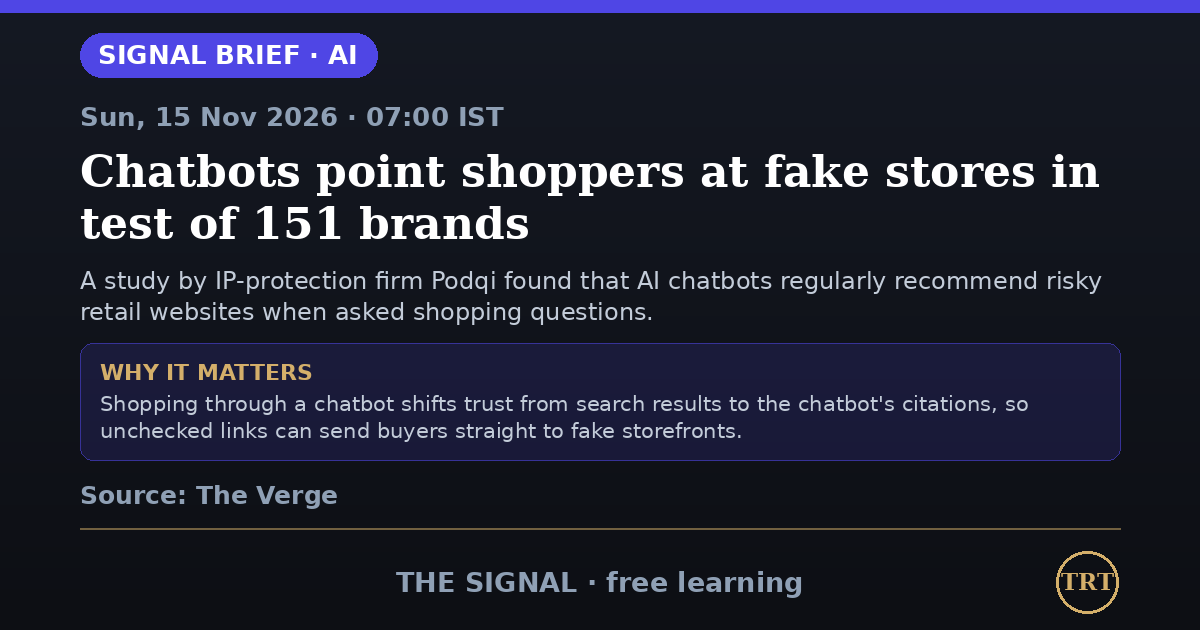 SIGNAL BRIEF · AI
Sun, 15 Nov 2026 · 07:00 IST
Chatbots point shoppers at fake stores in
test of 151 brands
A study by IP-protection firm Podqi found that AI chatbots regularly recommend risky
retail websites when asked shopping questions.
WHY IT MATTERS
Shopping through a chatbot shifts trust from search results to the chatbot's citations, so
unchecked links can send buyers straight to fake storefronts.
Source: The Verge
THE SIGNAL · free learning
TRT